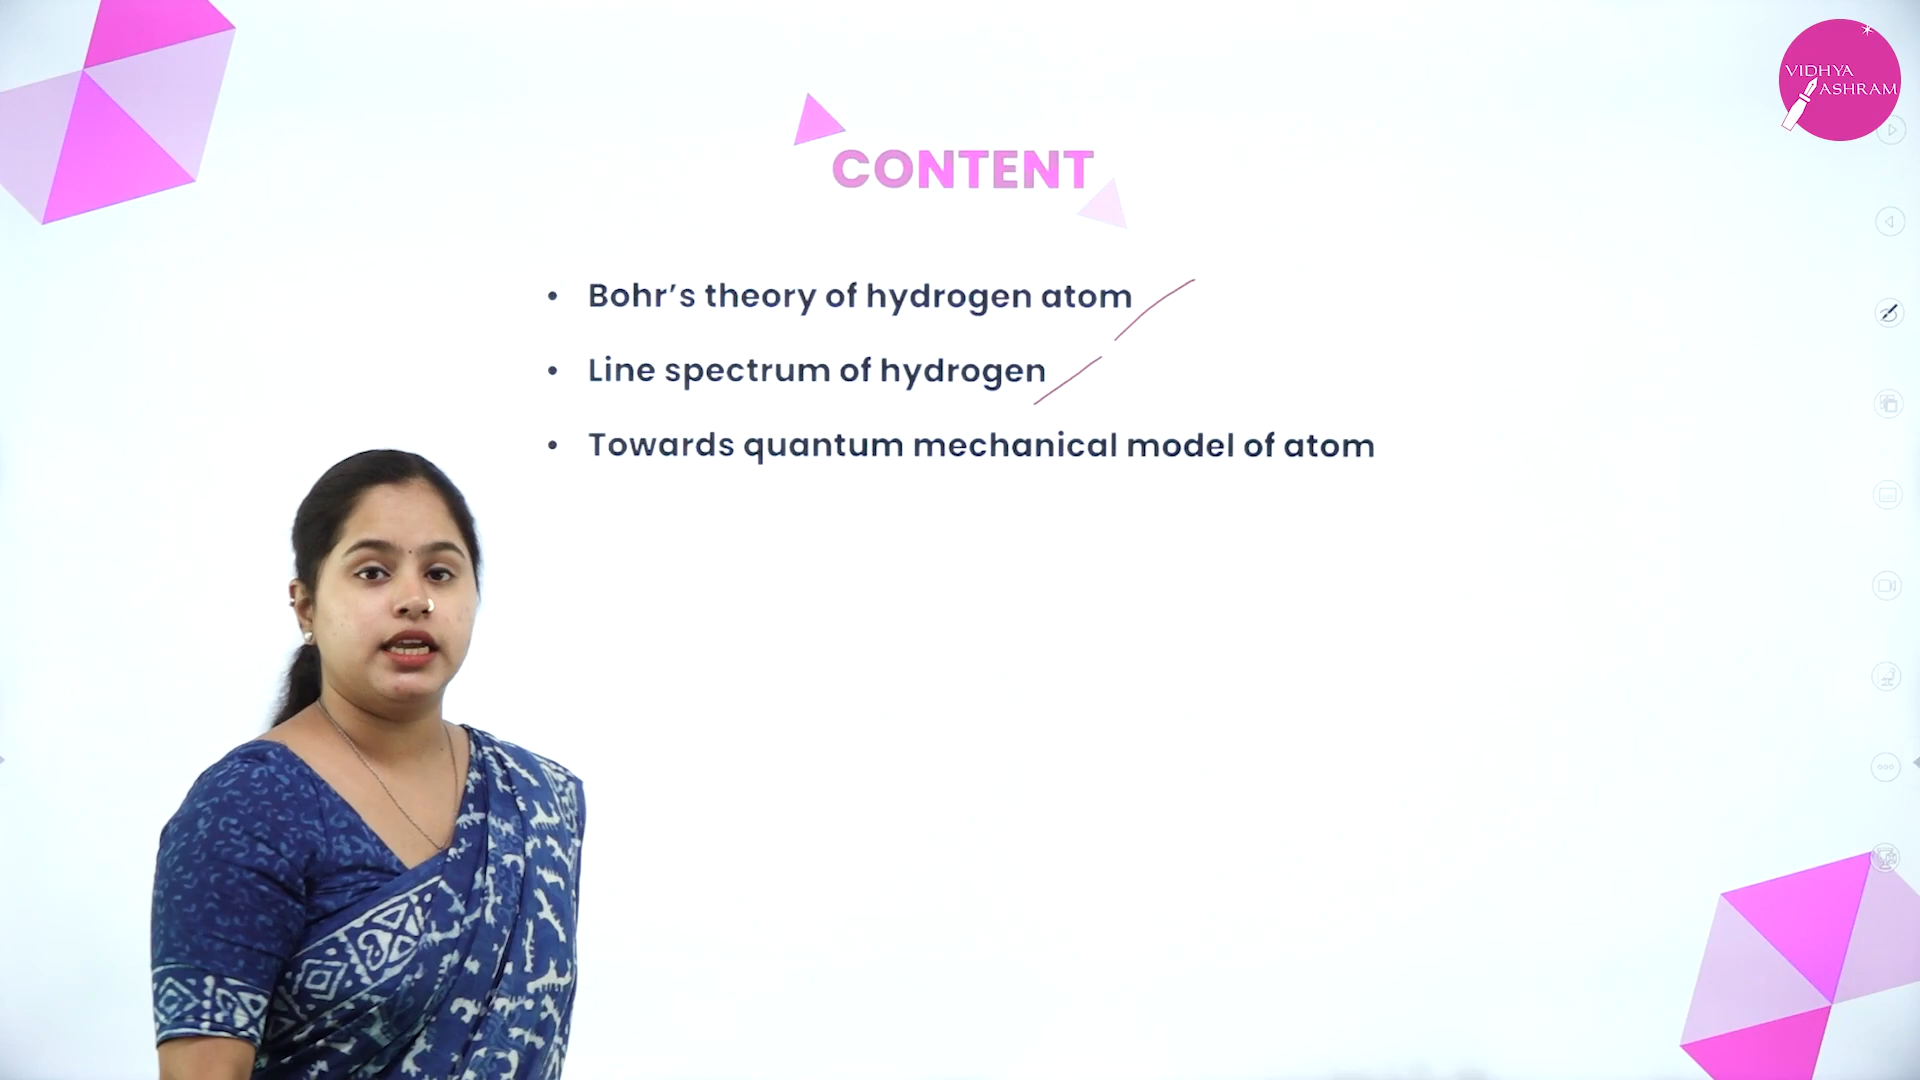 VIDHYA
ASHRAM
CONTENT
• Bohr’s theory of hydrogen atom
• Line spectrum of hydrogen
• Towards quantum mechanical model of atom